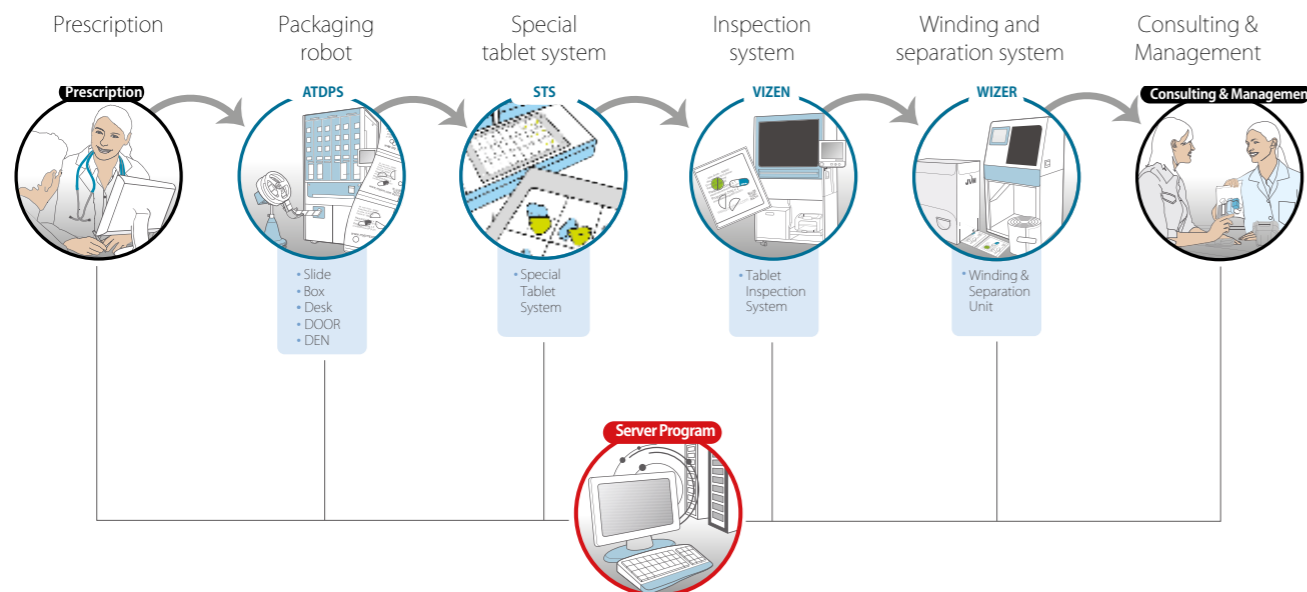 Prescription
Packaging
robot
Special
tablet system
Inspection
system
Winding and
separation system
Consulting &
Management
Prescription
ATDPS
STS
VIZEN
WIZER
Consulting & Management
• Slide
• Box
• Desk
• DOOR
• DEN
• Special
Tablet
System
• Tablet
Inspection
System
• Winding &
Separation
Unit
Server Program